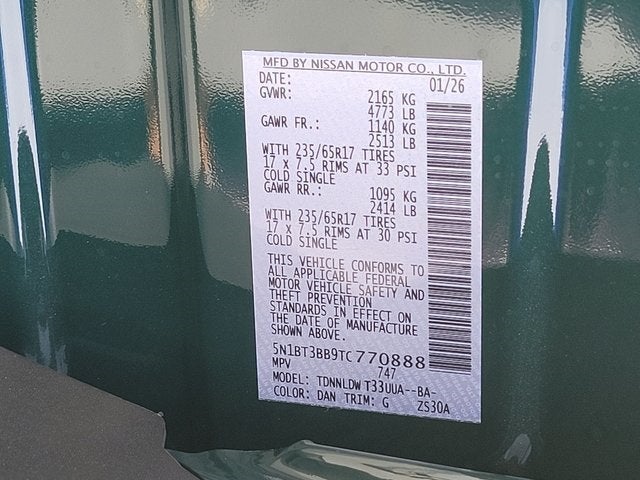 MFD BY NISSAN MOTOR CO., LTD.
DATE: 01/26
GVWR: 2165 KG
4773 LB
GAWR FR.: 1140 KG
2513 LB
WITH 235/65R17 TIRES
17 x 7.5 RIMS AT 33 PSI
COLD SINGLE
GAWR RR.: 1095 KG
2414 LB
WITH 235/65R17 TIRES
17 x 7.5 RIMS AT 30 PSI
COLD SINGLE
THIS VEHICLE CONFORMS TO
ALL APPLICABLE FEDERAL
MOTOR VEHICLE SAFETY AND
THEFT PREVENTION
STANDARDS IN EFFECT ON
THE DATE OF MANUFACTURE
SHOWN ABOVE.
5N1BT3BB9TC770888
MPV 747
MODEL: TDNNLDW T33UUA--BA-
COLOR: DAN TRIM: G ZS30A